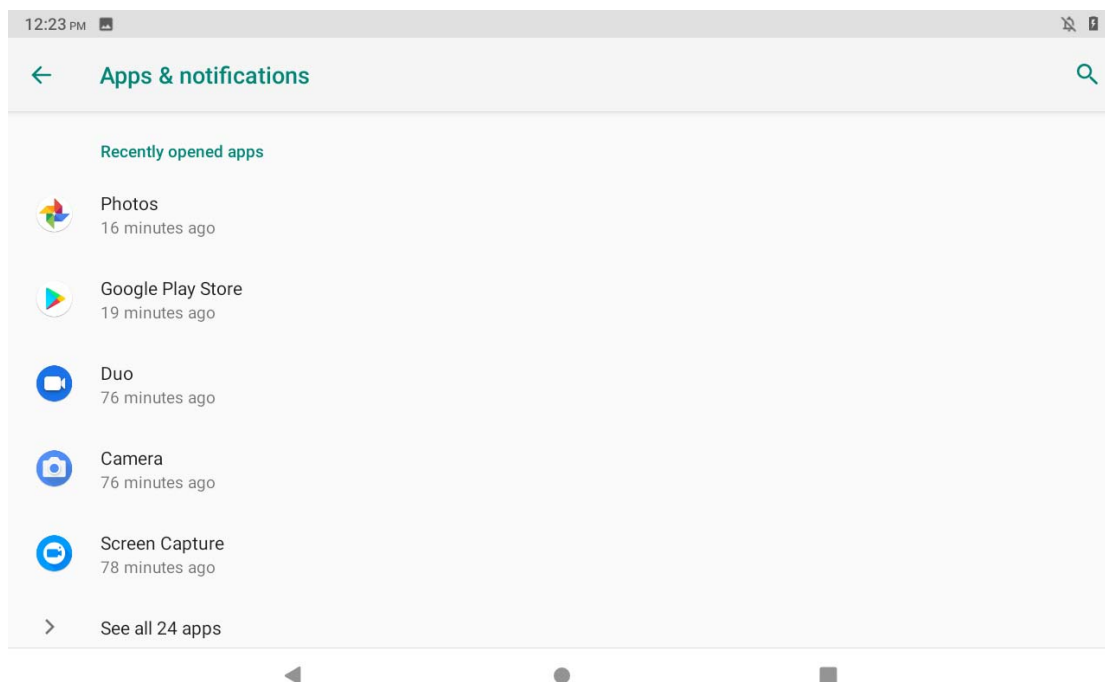 12:23 PM
Apps & notifications
Recently opened apps
Photos
16 minutes ago
Google Play Store
19 minutes ago
Duo
76 minutes ago
Camera
76 minutes ago
Screen Capture
78 minutes ago
See all 24 apps